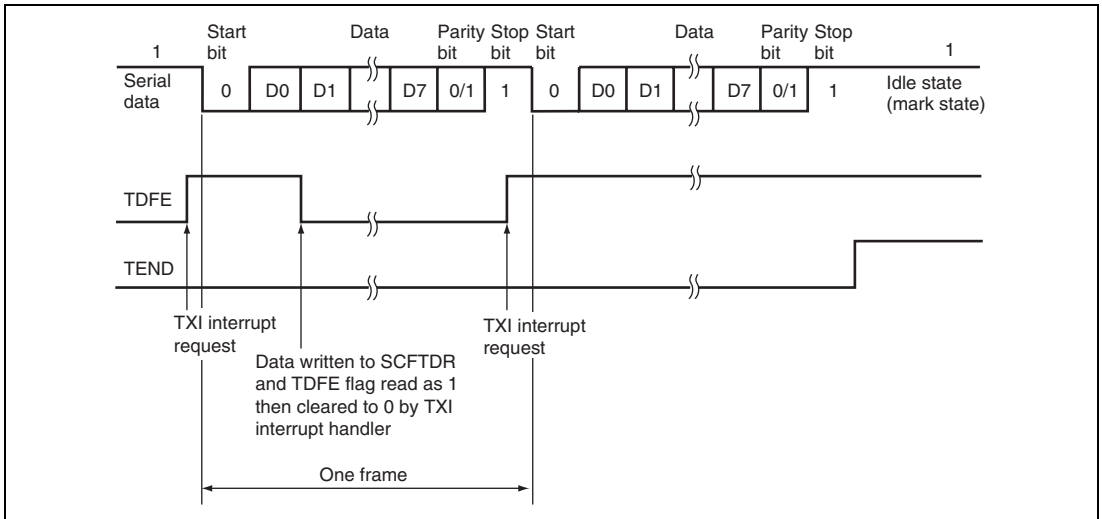 Start Data Parity Stop Start Data Parity Stop
1 bit bit bit bit bit bit 1
Serial data 0 D0 D1 D7 0/1 1 0 D0 D1 D7 0/1 1 Idle state
(mark state)
TDFE
TEND
TXI interrupt
request
TXI interrupt
request
Data written to SCFTDR
and TDFE flag read as 1
then cleared to 0 by TXI
interrupt handler
One frame